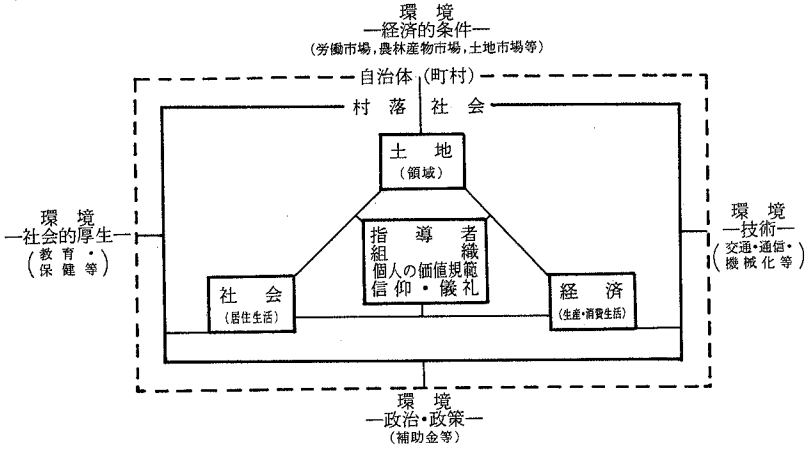 環境
―経済的条件―
(労働市場,農林産物市場,土地市場等)
自治体(町村)
村落社会
土地
(領域)
環境
―社会的厚生―
(教育・保健等)
指導者
組織
個人の価値規範
信仰・儀礼
環境
―技術―
(交通・通信・機械化等)
社会
(居住生活)
経済
(生産・消費生活)
環境
―政治・政策―
(補助金等)